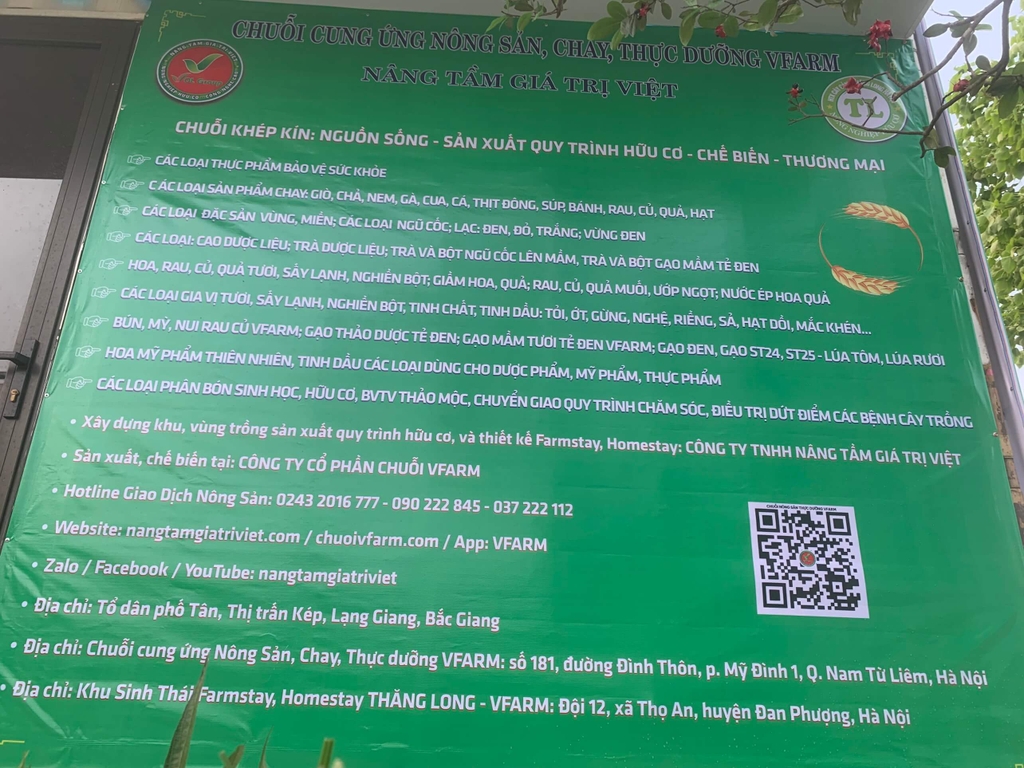 CHUỖI CUNG ỨNG NÔNG SẢN, CHAY, THỰC DƯỠNG VFARM
NÂNG TẦM GIÁ TRỊ VIỆT
CHUỖI KHÉP KÍN: NGUỒN SỐNG - SẢN XUẤT QUY TRÌNH HỮU CƠ - CHẾ BIẾN - THƯƠNG MẠI
CÁC LOẠI THỰC PHẨM BẢO VỆ SỨC KHỎE
C ÁC LOẠI SẢN PHẨM CHAY: GIÒ, CHẢ, NEM, GÀ, CUA, CÁ, THỊT ĐÔNG, SÚP, BÁNH, RAU, CỦ, QUẢ, HẠT
CÁC LOẠI ĐẶC SẢN VÙNG, MIỀN; CÁC LOẠI NGŨ CỐC; LẠC: ĐEN, ĐỎ, TRẮNG; VỪNG ĐEN
CÁC LOẠI: CAO DƯỢC LIỆU; TRÀ DƯỢC LIỆU; TRÀ VÀ BỘT NGŨ CỐC LÊN MẦM, TRÀ VÀ BỘT GẠO MẦM TẺ ĐEN
HOA, RAU, CỦ, QUẢ TƯƠI, SẤY LẠNH, NGHIỀN BỘT; GIẤM HOA, QUẢ; RAU, CỦ, QUẢ MUỐI, ƯỚP NGỌT; NƯỚC ÉP HOA QUẢ
CÁC LOẠI GIA VỊ TƯƠI, SẤY LẠNH, NGHIỀN BỘT, TINH CHẤT, TINH DẦU: TỎI, ỚT, GỪNG, NGHỆ, RIỀNG, SẢ, HẠT DỔI, MẮC KHÉN...
BÚN, MỲ, NUI RAU CỦ VFARM; GẠO THẢO DƯỢC TẺ ĐEN; GẠO MẦM TƯƠI TẺ ĐEN VFARM; GẠO ĐEN, GẠO ST24, ST25 - LÚA TÔM, LÚA RƯƠI
HOA MỸ PHẨM THIÊN NHIÊN, TINH DẦU CÁC LOẠI DÙNG CHO DƯỢC PHẨM, MỸ PHẨM, THỰC PHẨM
CÁC LOẠI PHÂN BÓN SINH HỌC, HỮU CƠ, BVTV THẢO MỘC, CHUYỂN GIAO QUY TRÌNH CHĂM SÓC, ĐIỀU TRỊ DỨT ĐIỂM CÁC BỆNH CÂY TRỒNG
• Xây dựng khu, vùng trồng sản xuất quy trình hữu cơ, và thiết kế Farmstay, Homestay: CÔNG TY TNHH NÂNG TẦM GIÁ TRỊ VIỆT
• Sản xuất, chế biến tại: CÔNG TY CỔ PHẦN CHUỖI VFARM
• Hotline Giao Dịch Nông Sản: 0243 2016 777 - 090 222 845 - 037 222 112
• Website: nangtamgiatriviet.com / chuoivfarm.com / App: VFARM
• Zalo / Facebook / YouTube: nangtamgiatriviet
CHUỖI NÔNG SẢN THỰC DƯỠNG VFARM
• Địa chỉ: Tổ dân phố Tân, Thị trấn Kép, Lạng Giang, Bắc Giang
• Địa chỉ: Chuỗi cung ứng Nông Sản, Chay, Thực dưỡng VFARM: số 181, đường Đình Thôn, p. Mỹ Đình 1, Q. Nam Từ Liêm, Hà Nội
• Địa chỉ: Khu Sinh Thái Farmstay, Homestay THĂNG LONG - VFARM: Đội 12, xã Thọ An, huyện Đan Phượng, Hà Nội